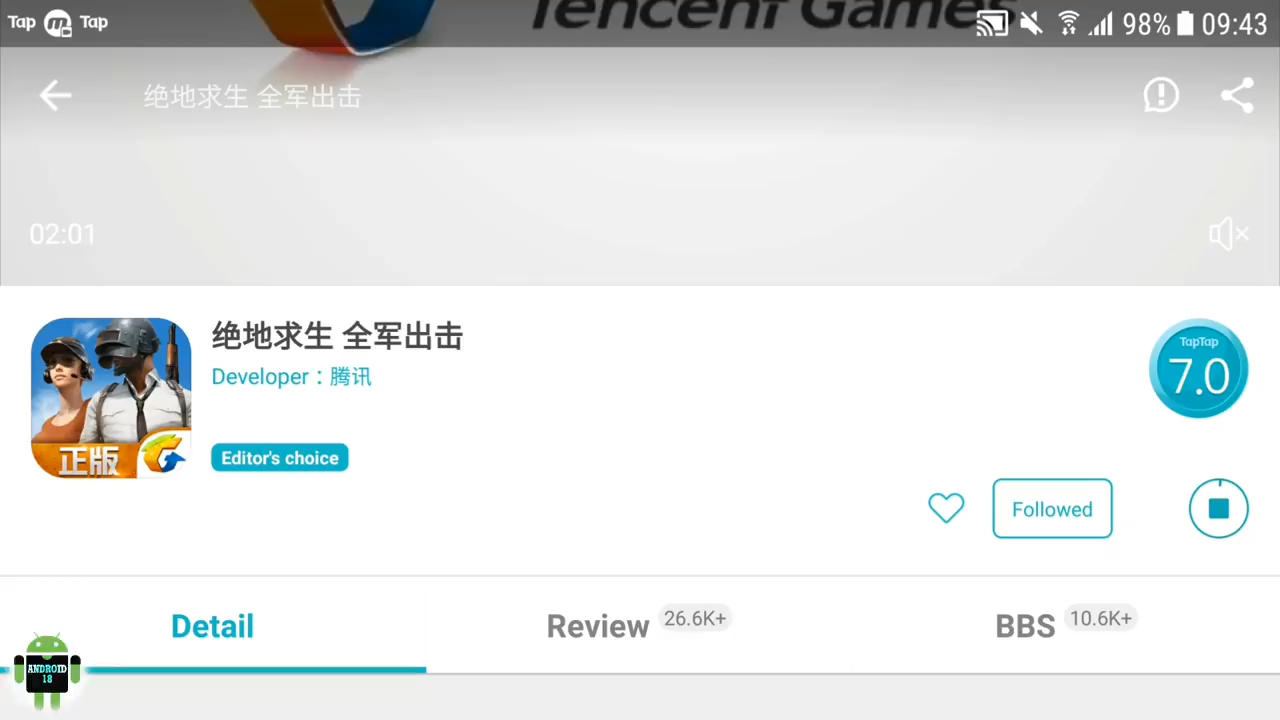 Tap Tap
98% 09:43
Tencent Games
绝地求生 全军出击
02:01
绝地求生 全军出击
Developer：腾讯
Editor's choice
正版
TapTap
7.0
Followed
Detail
Review 26.6K+
BBS 10.6K+
ANDROID
18